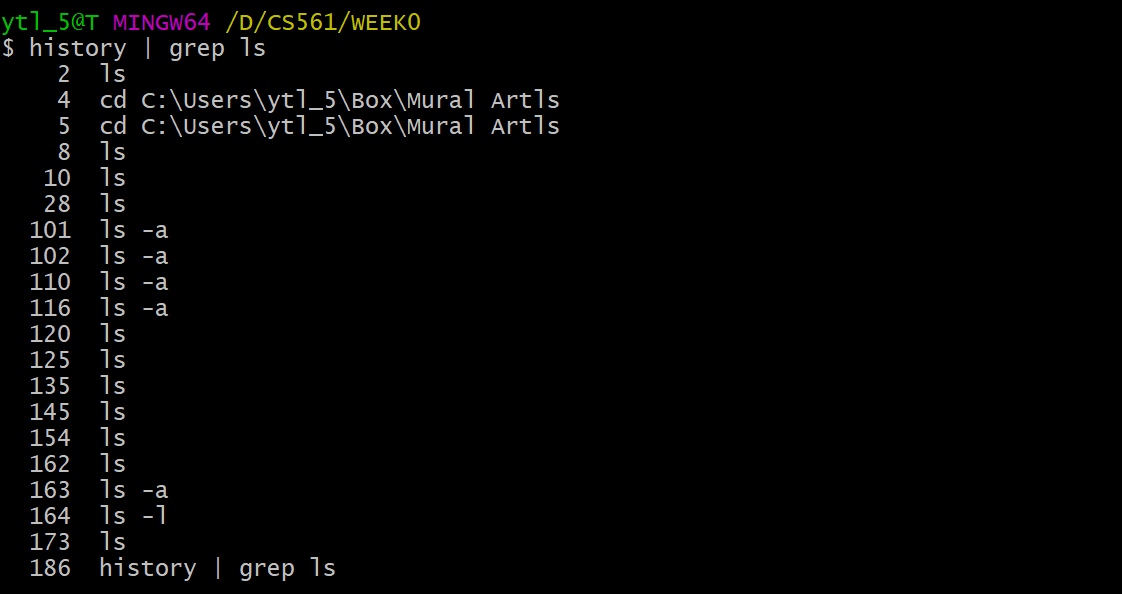 ytl_5@T MINGW64 /D/CS561/WEEK0
$ history | grep ls
2 ls
4 cd C:\Users\ytl_5\Box\Mural Artls
5 cd C:\Users\ytl_5\Box\Mural Artls
8 ls
10 ls
28 ls
101 ls -a
102 ls -a
110 ls -a
116 ls -a
120 ls
125 ls
135 ls
145 ls
154 ls
162 ls
163 ls -a
164 ls -l
173 ls
186 history | grep ls